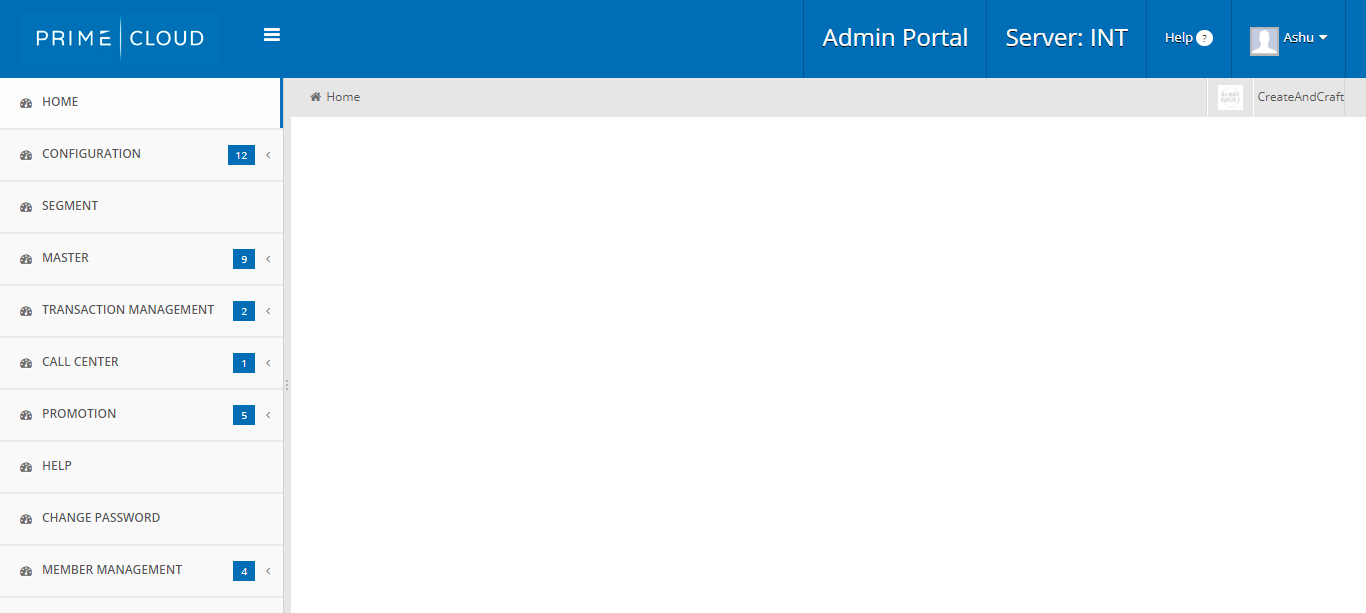 PRIME CLOUD
Admin Portal
Server: INT
Help ?
Ashu
Home
CreateAndCraft
HOME
CONFIGURATION 12
SEGMENT
MASTER 9
TRANSACTION MANAGEMENT 2
CALL CENTER 1
PROMOTION 5
HELP
CHANGE PASSWORD
MEMBER MANAGEMENT 4